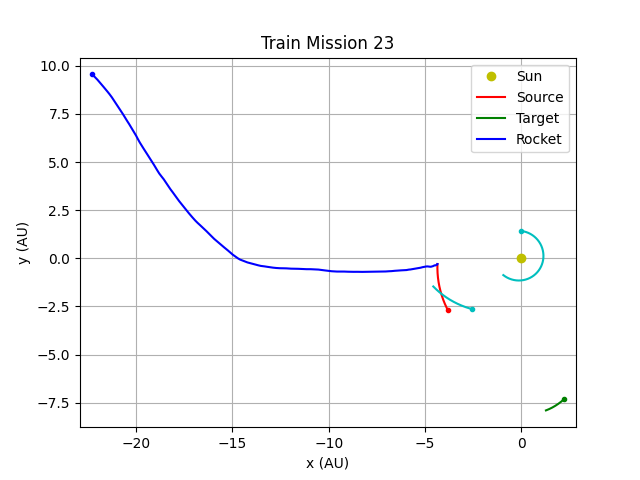 Train Mission 23
10.0
7.5
5.0
2.5
0.0
−2.5
−5.0
−7.5
y (AU)
Sun
Source
Target
Rocket
−20
−15
−10
−5
0
x (AU)